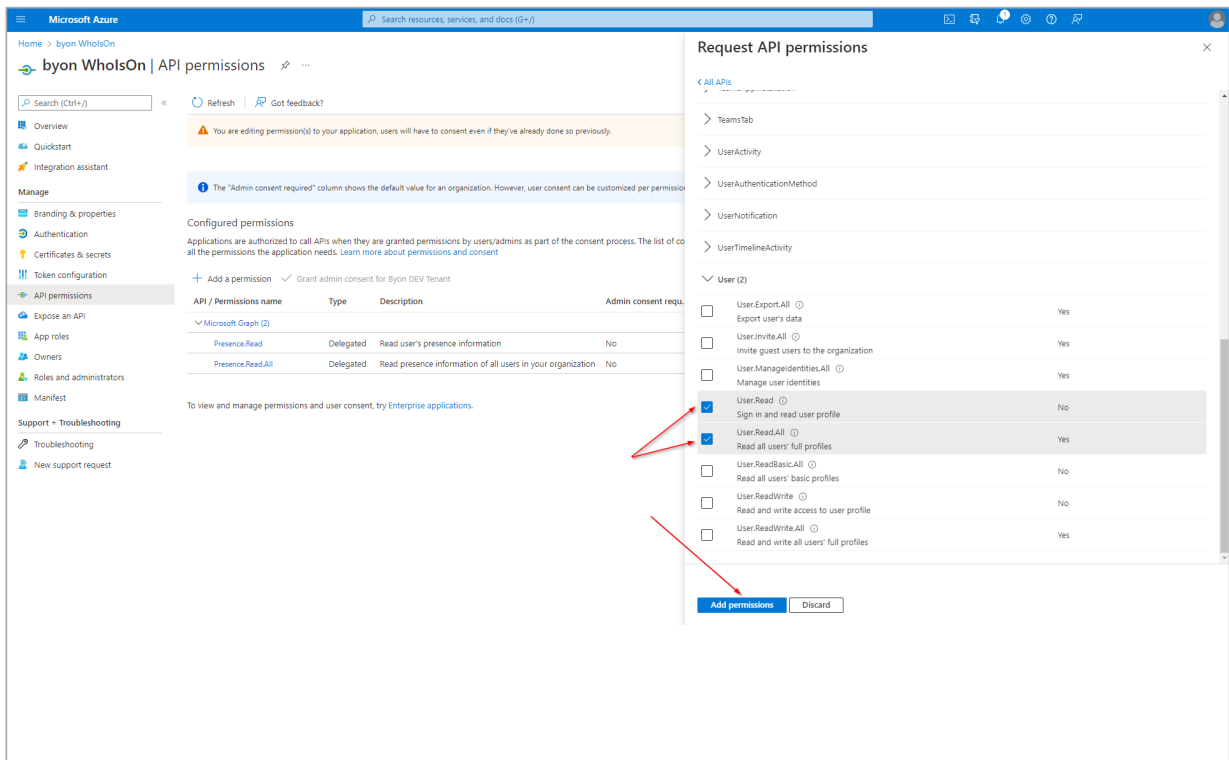 Microsoft Azure
Search resources, services, and docs (G+/)
1
Home > byon WhoIsOn
byon WhoIsOn | API permissions
Search (Ctrl+/)
Overview
Quickstart
Integration assistant
Manage
Branding & properties
Authentication
Certificates & secrets
Token configuration
API permissions
Expose an API
App roles
Owners
Roles and administrators
Manifest
Support + Troubleshooting
Troubleshooting
New support request
Refresh
Got feedback?
You are editing permission(s) to your application, users will have to consent even if they've already done so previously.
The "Admin consent required" column shows the default value for an organization. However, user consent can be customized per permission
Configured permissions
Applications are authorized to call APIs when they are granted permissions by users/admins as part of the consent process. The list of co
all the permissions the application needs. Learn more about permissions and consent
Add a permission
Grant admin consent for Byon DEV Tenant
API / Permissions name Type Description Admin consent requ.
Microsoft Graph (2)
Presence.Read Delegated Read user's presence information No
Presence.Read.All Delegated Read presence information of all users in your organization No
To view and manage permissions and user consent, try Enterprise applications.
Request API permissions
All APIs
TeamsTab
UserActivity
UserAuthenticationMethod
UserNotification
UserTimelineActivity
User (2)
User.Export.All
Export user's data
Yes
User.Invite.All
Invite guest users to the organization
Yes
User.ManageIdentities.All
Manage user identities
Yes
User.Read
Sign in and read user profile
No
User.Read.All
Read all users' full profiles
Yes
User.ReadBasic.All
Read all users' basic profiles
No
User.ReadWrite
Read and write access to user profile
No
User.ReadWrite.All
Read and write all users' full profiles
Yes
Add permissions
Discard